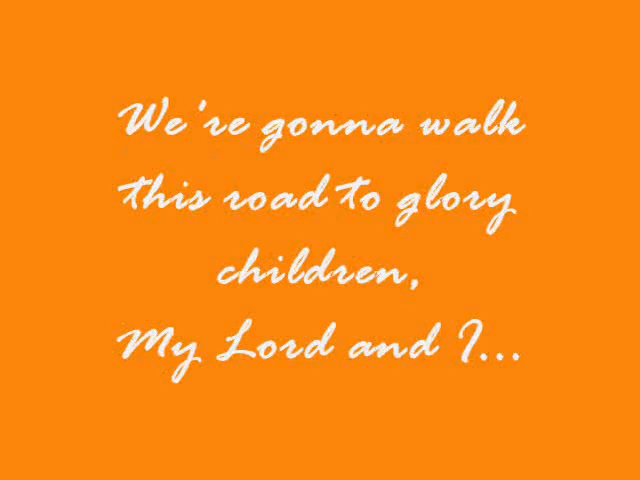 We're gonna walk
this road to glory
children,
My Lord and I...